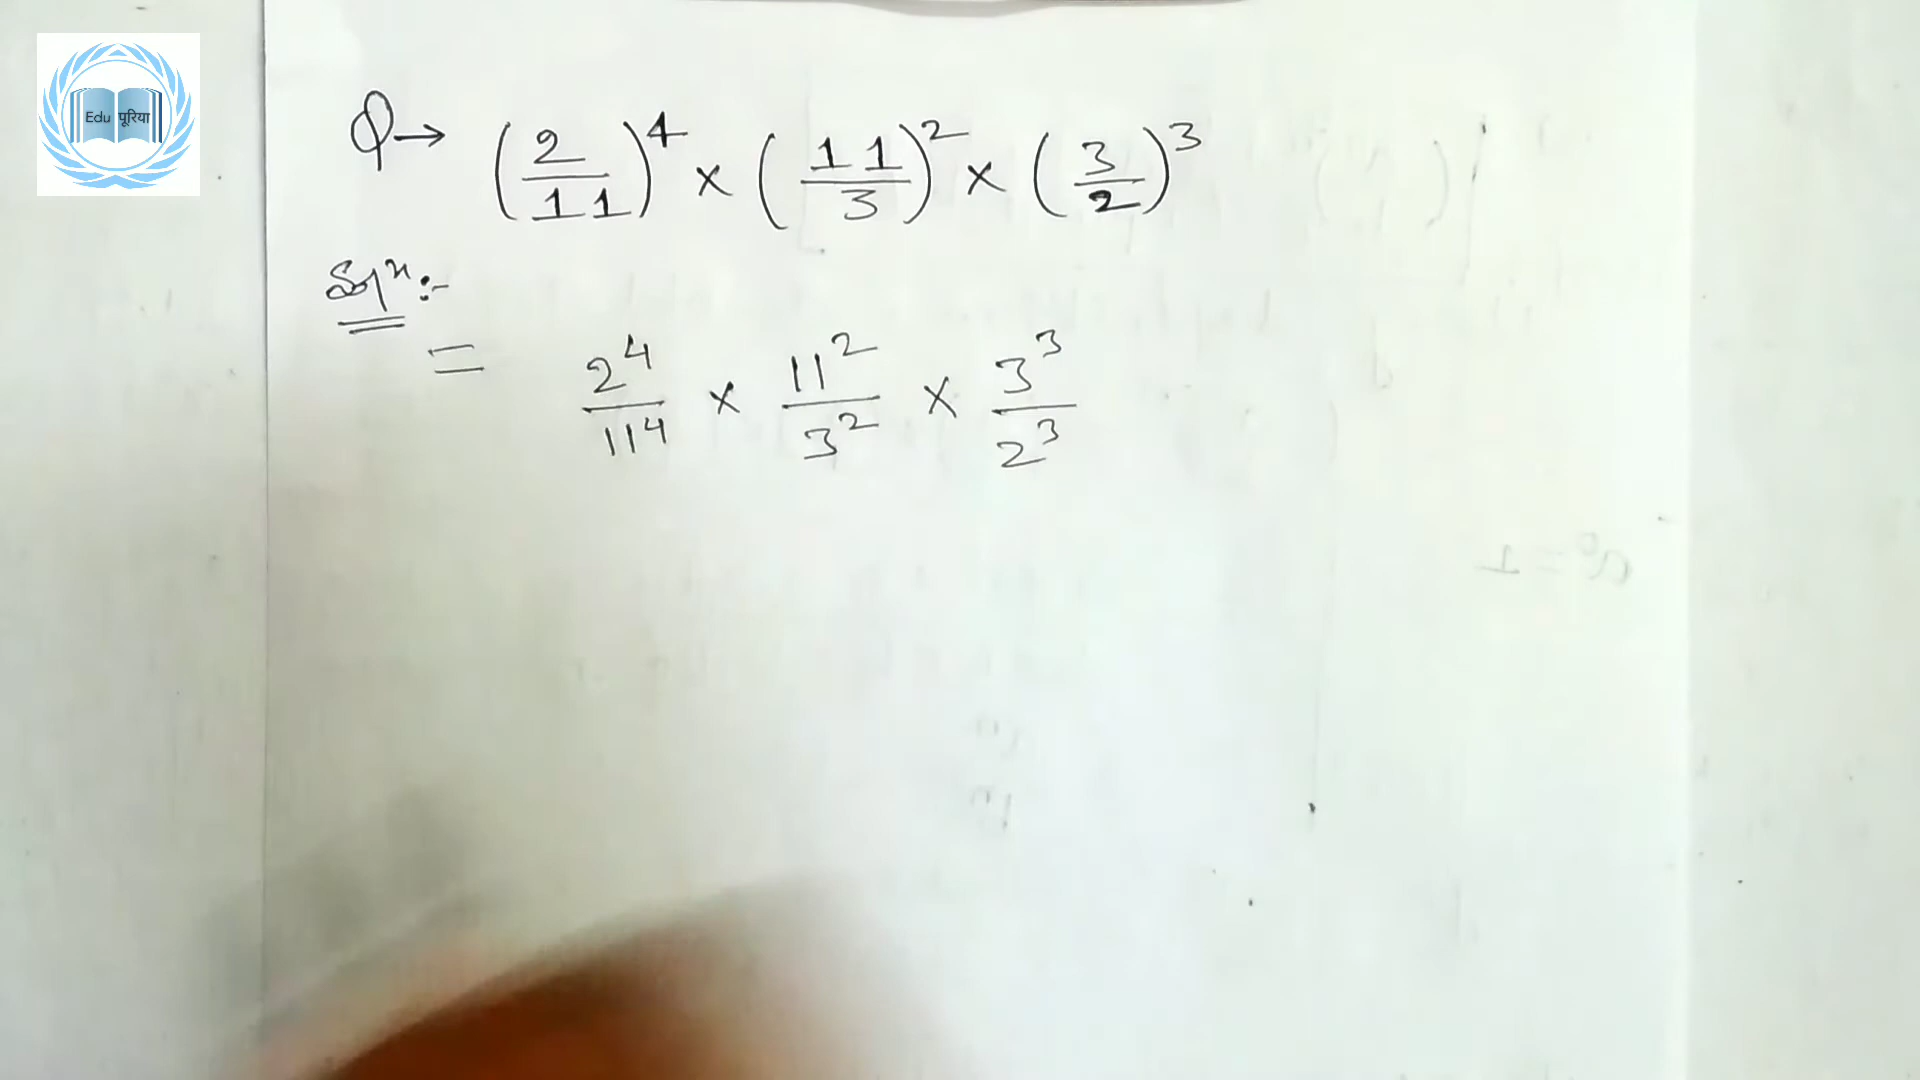 Edu पूरिया
Q→ (2/11)^4 × (11/3)^2 × (3/2)^3
Sol^n :-
= 2^4/11^4 × 11^2/3^2 × 3^3/2^3